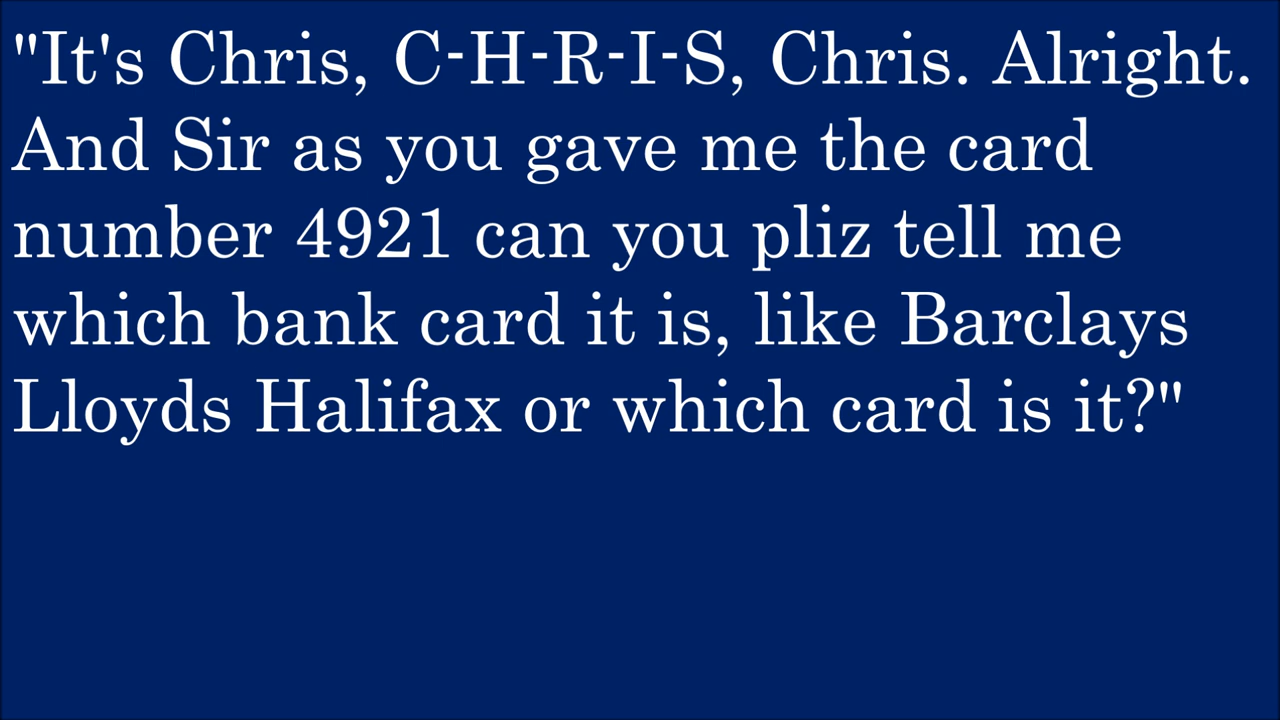 "It's Chris, C-H-R-I-S, Chris. Alright.
And Sir as you gave me the card
number 4921 can you pliz tell me
which bank card it is, like Barclays
Lloyds Halifax or which card is it?"